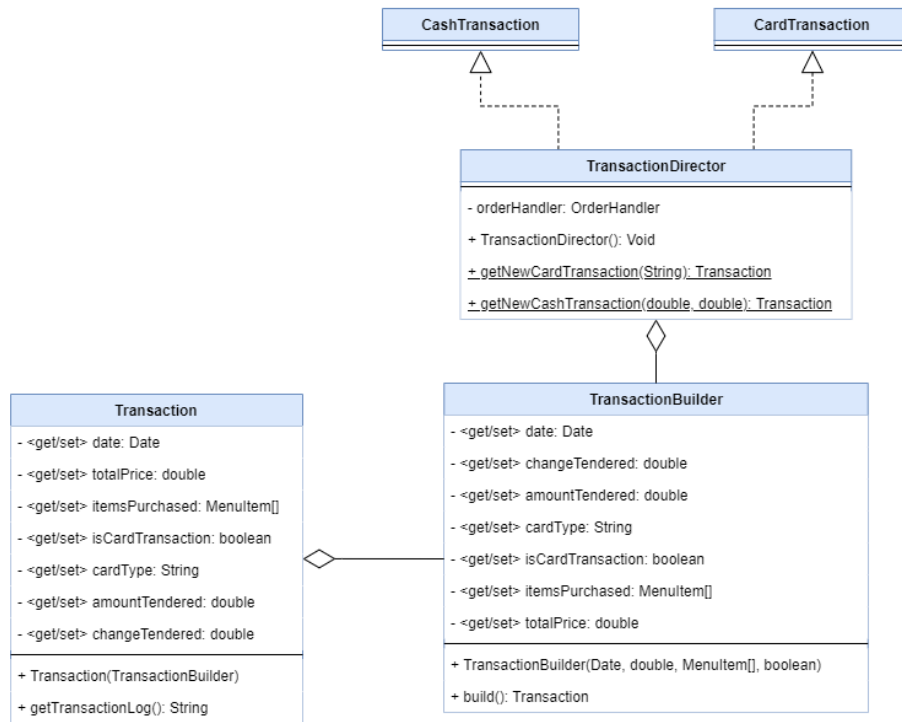 CashTransaction
CardTransaction
TransactionDirector
- orderHandler: OrderHandler
+ TransactionDirector(): Void
+ getNewCardTransaction(String): Transaction
+ getNewCashTransaction(double, double): Transaction
Transaction
- <get/set> date: Date
- <get/set> totalPrice: double
- <get/set> itemsPurchased: MenuItem[]
- <get/set> isCardTransaction: boolean
- <get/set> cardType: String
- <get/set> amountTendered: double
- <get/set> changeTendered: double
+ Transaction(TransactionBuilder)
+ getTransactionLog(): String
TransactionBuilder
- <get/set> date: Date
- <get/set> changeTendered: double
- <get/set> amountTendered: double
- <get/set> cardType: String
- <get/set> isCardTransaction: boolean
- <get/set> itemsPurchased: MenuItem[]
- <get/set> totalPrice: double
+ TransactionBuilder(Date, double, MenuItem[], boolean)
+ build(): Transaction